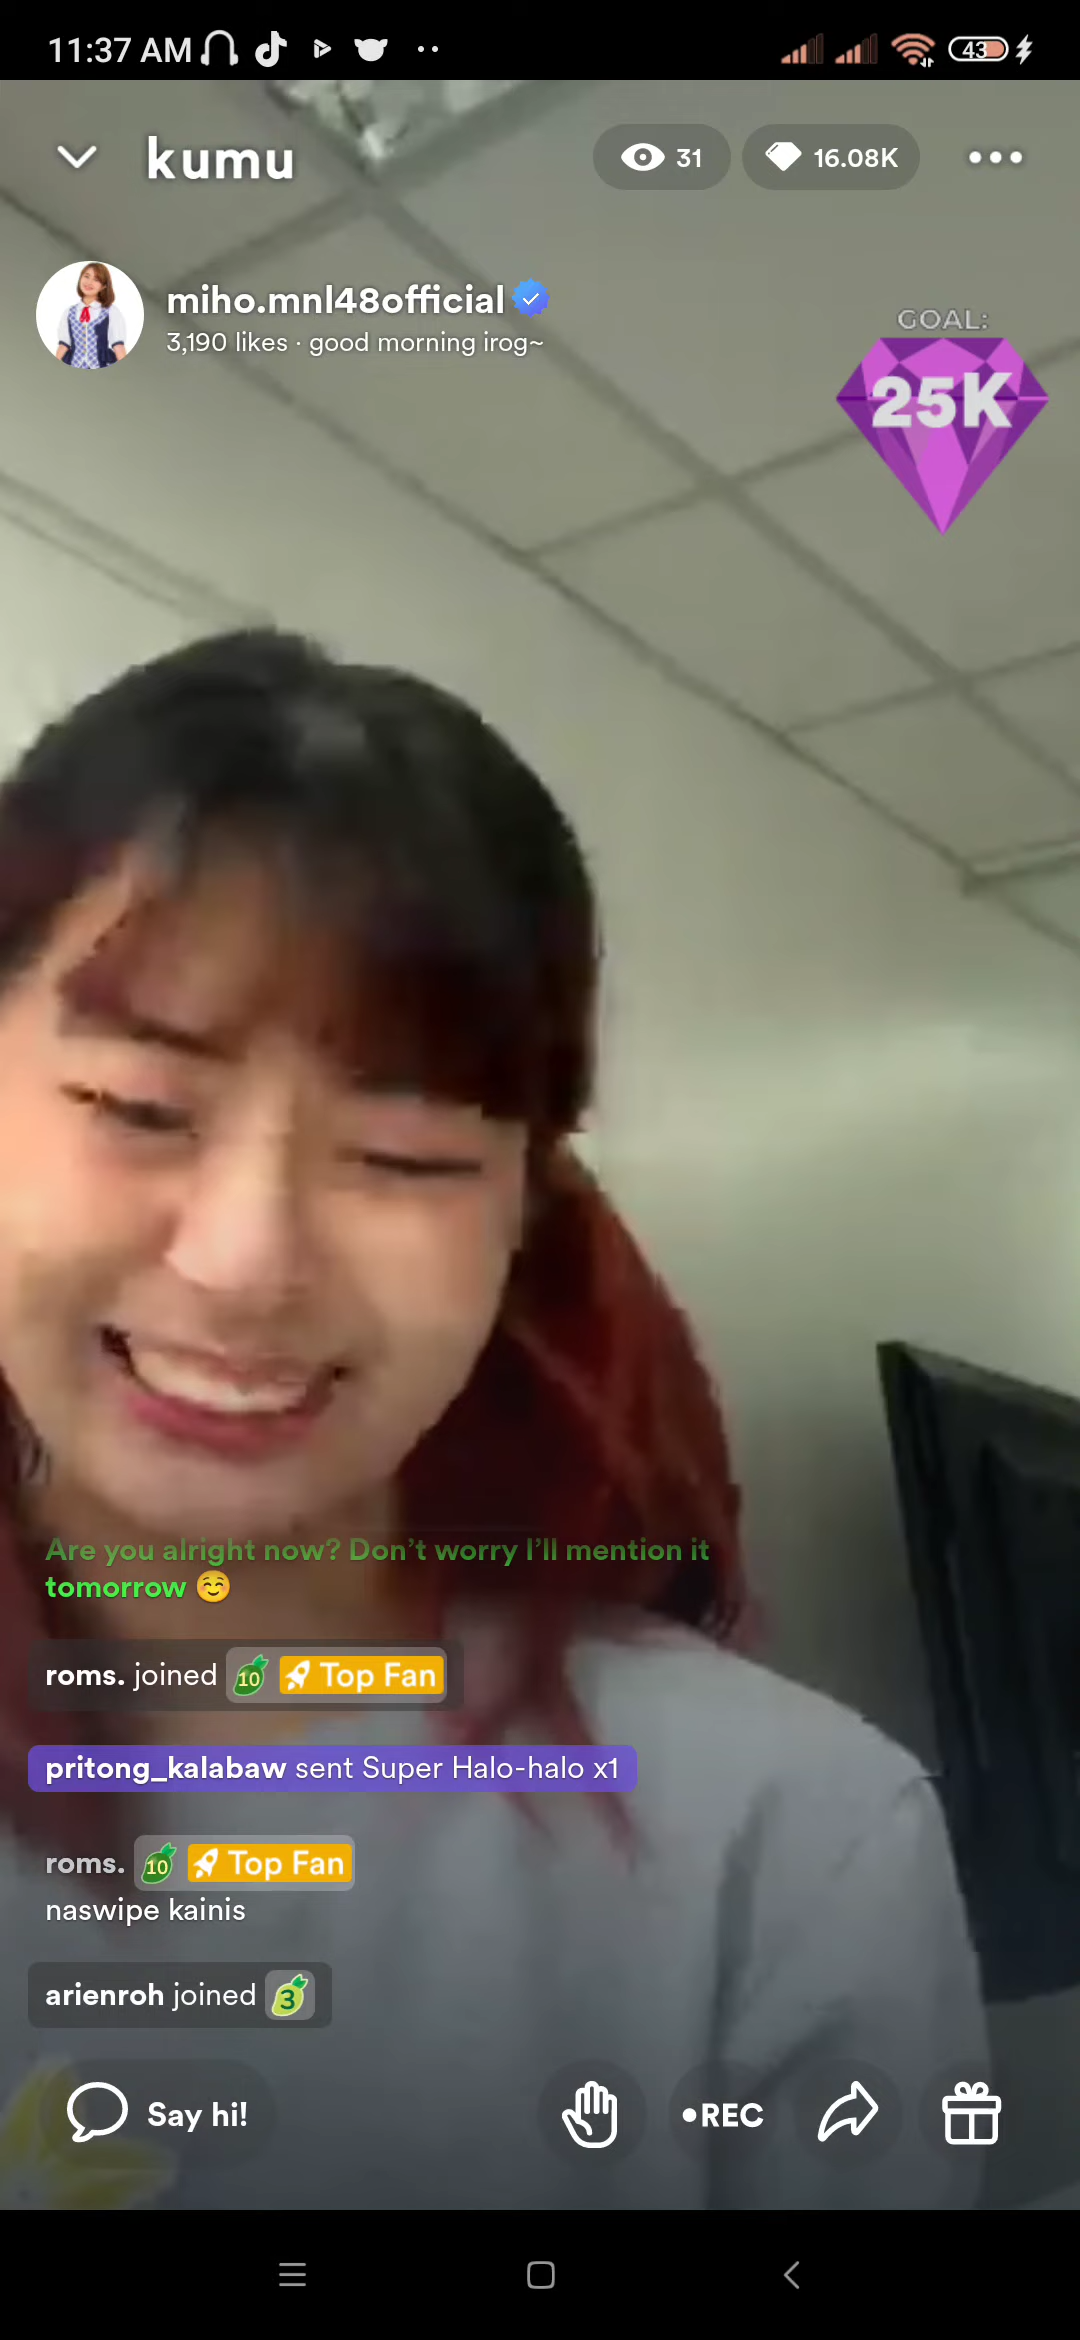 11:37 AM
43
kumu
31
16.08K
miho.mnl48official
3,190 likes · good morning irog~
GOAL:
25K
Are you alright now? Don't worry I'll mention it
tomorrow ☺️
roms. joined 10 Top Fan
pritong_kalabaw sent Super Halo-halo x1
roms. 10 Top Fan
naswipe kainis
arienroh joined 3
Say hi!
•REC